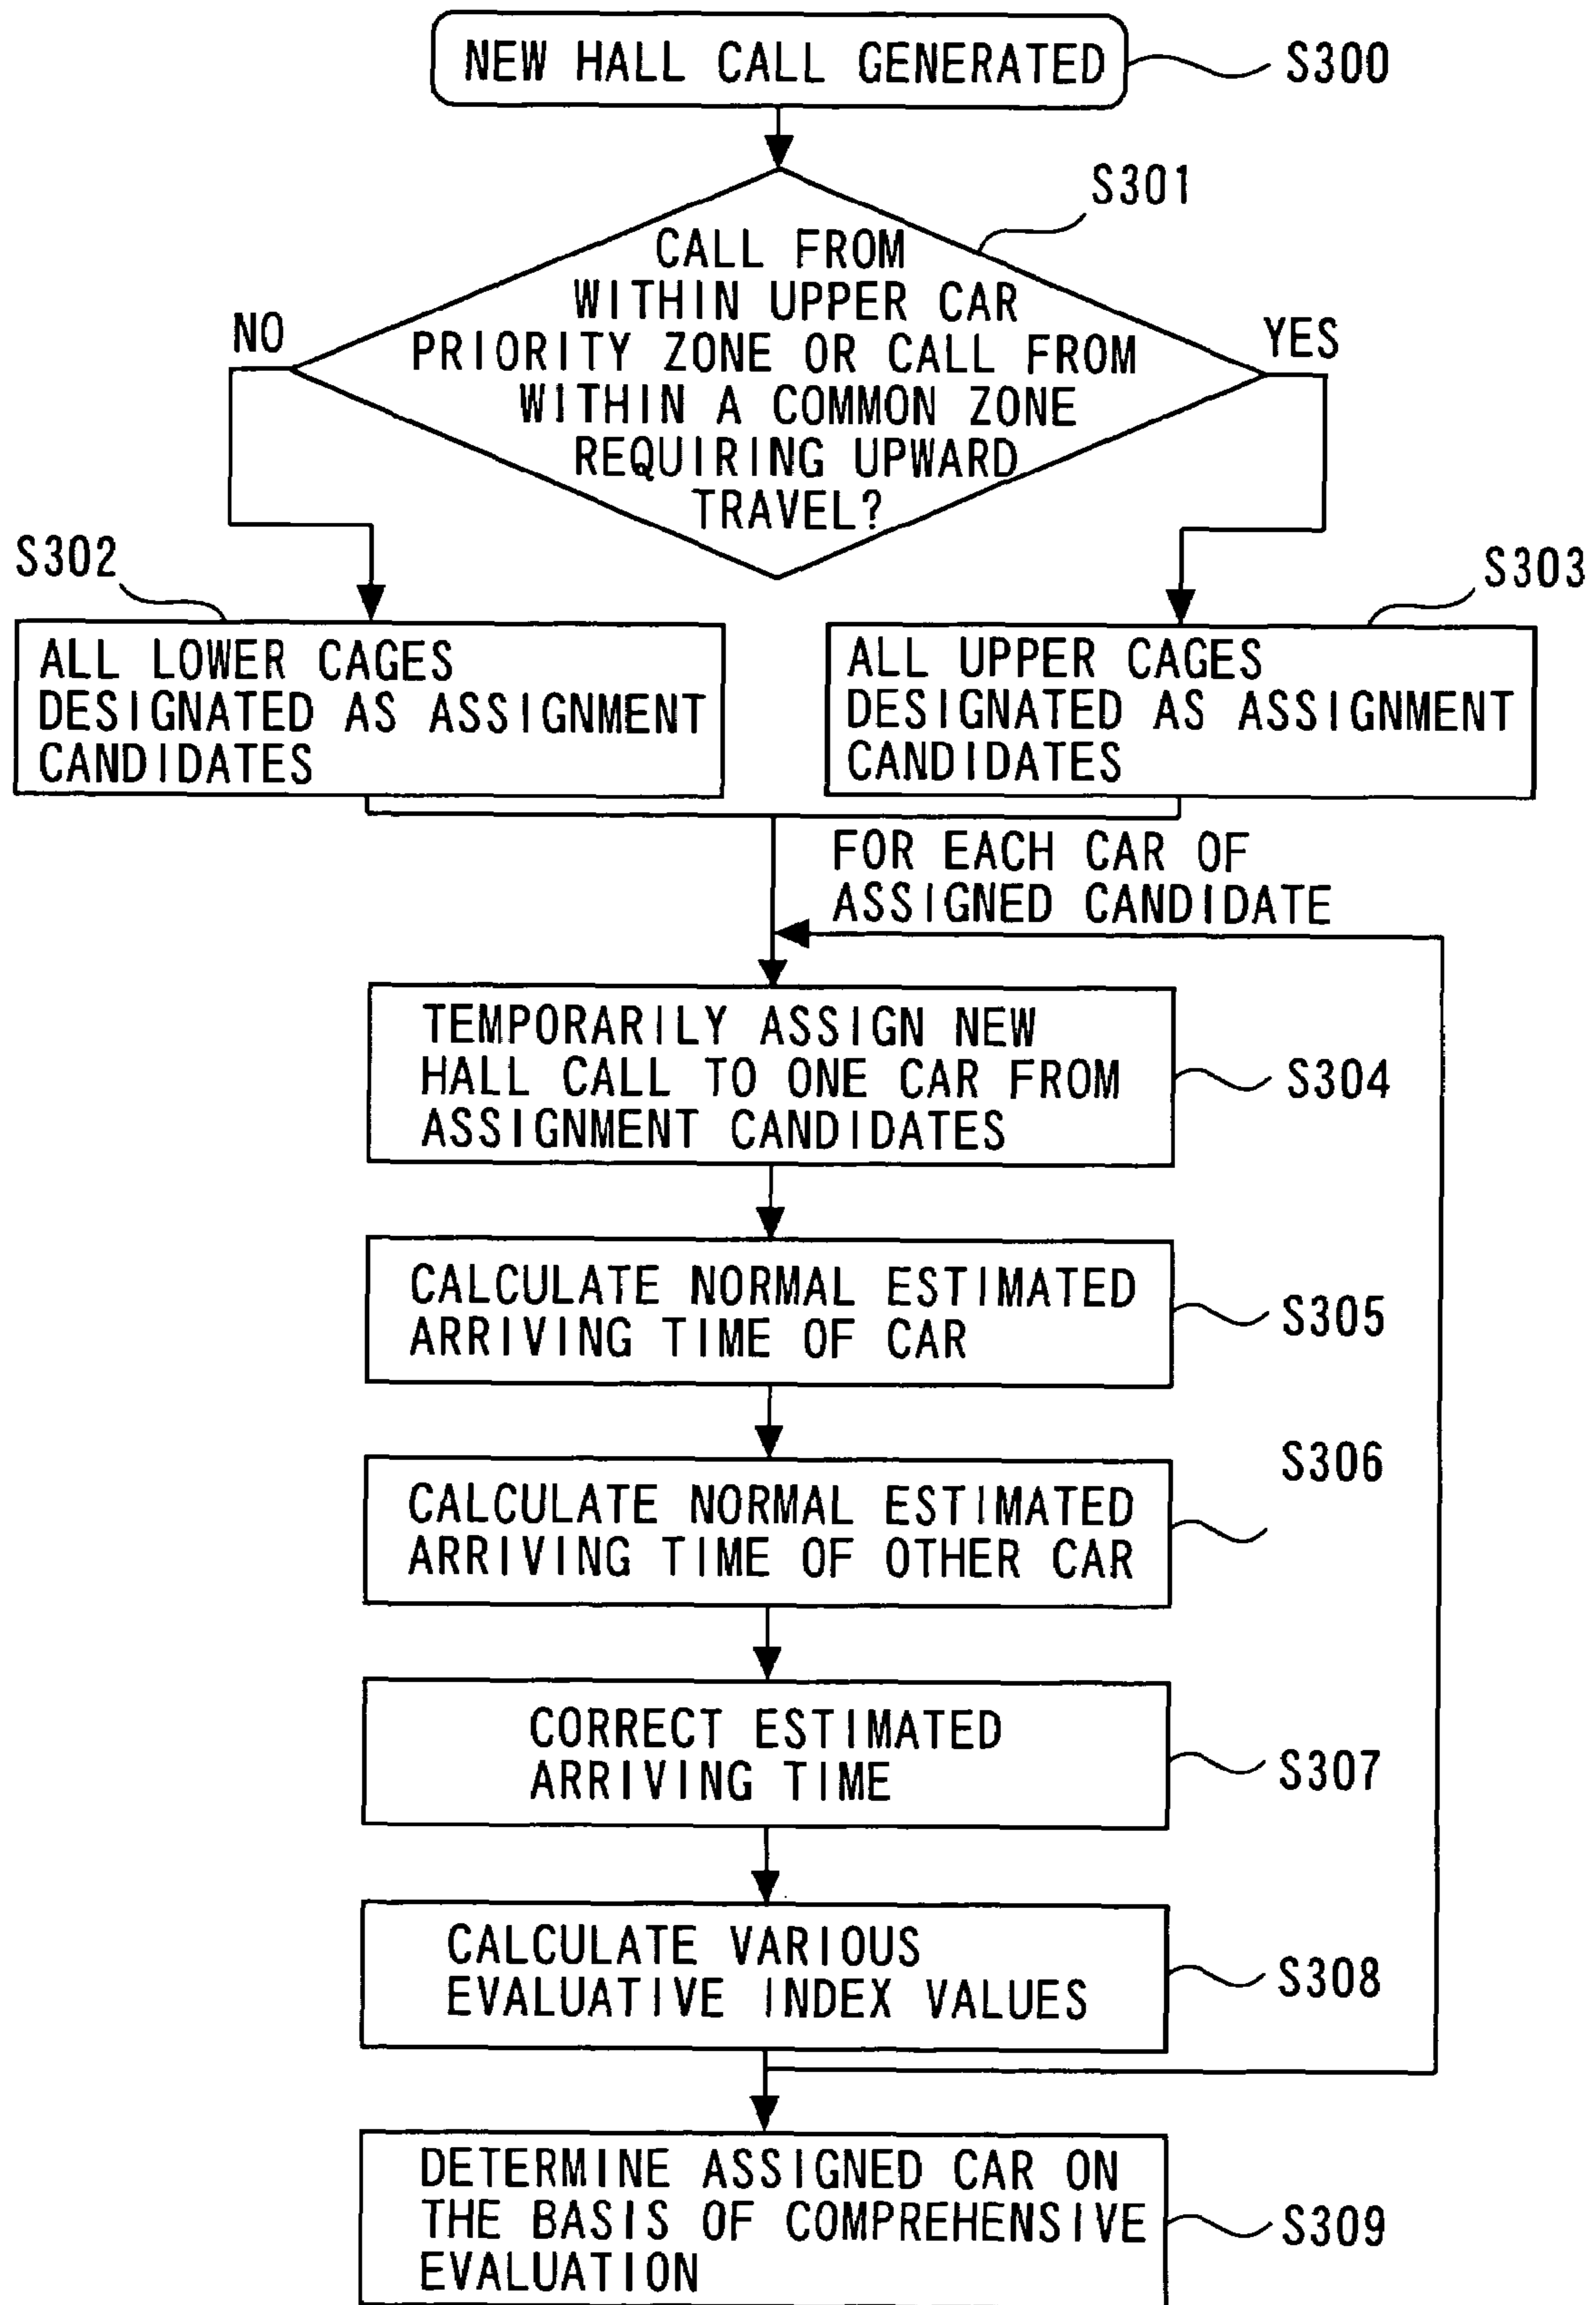 NEW HALL CALL GENERATED
S300
S301
CALL FROM
WITHIN UPPER CAR
PRIORITY ZONE OR CALL FROM
WITHIN A COMMON ZONE
REQUIRING UPWARD
TRAVEL?
NO
YES
S302
S303
ALL LOWER CAGES
DESIGNATED AS ASSIGNMENT
CANDIDATES
ALL UPPER CAGES
DESIGNATED AS ASSIGNMENT
CANDIDATES
FOR EACH CAR OF
ASSIGNED CANDIDATE
TEMPORARILY ASSIGN NEW
HALL CALL TO ONE CAR FROM
ASSIGNMENT CANDIDATES
S304
CALCULATE NORMAL ESTIMATED
ARRIVING TIME OF CAR
S305
CALCULATE NORMAL ESTIMATED
ARRIVING TIME OF OTHER CAR
S306
CORRECT ESTIMATED
ARRIVING TIME
S307
CALCULATE VARIOUS
EVALUATIVE INDEX VALUES
S308
DETERMINE ASSIGNED CAR ON
THE BASIS OF COMPREHENSIVE
EVALUATION
S309